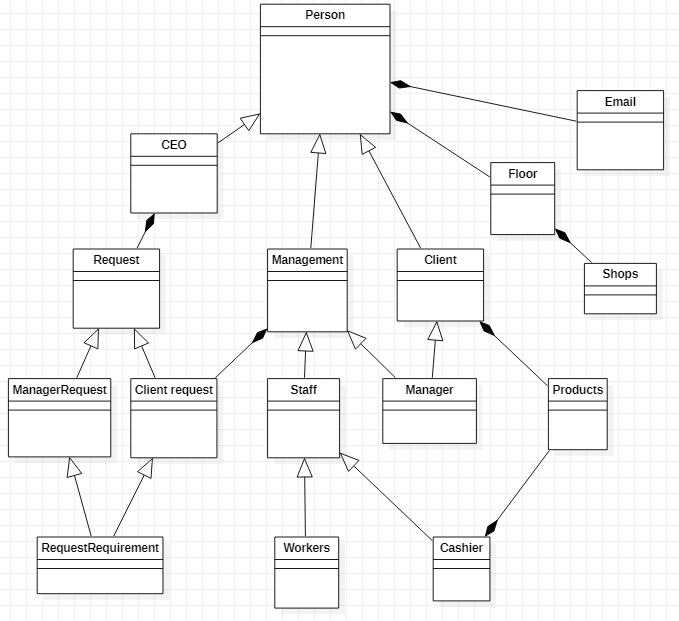 Person
Email
CEO
Floor
Request
Management
Client
Shops
ManagerRequest
Client request
Staff
Manager
Products
RequestRequirement
Workers
Cashier